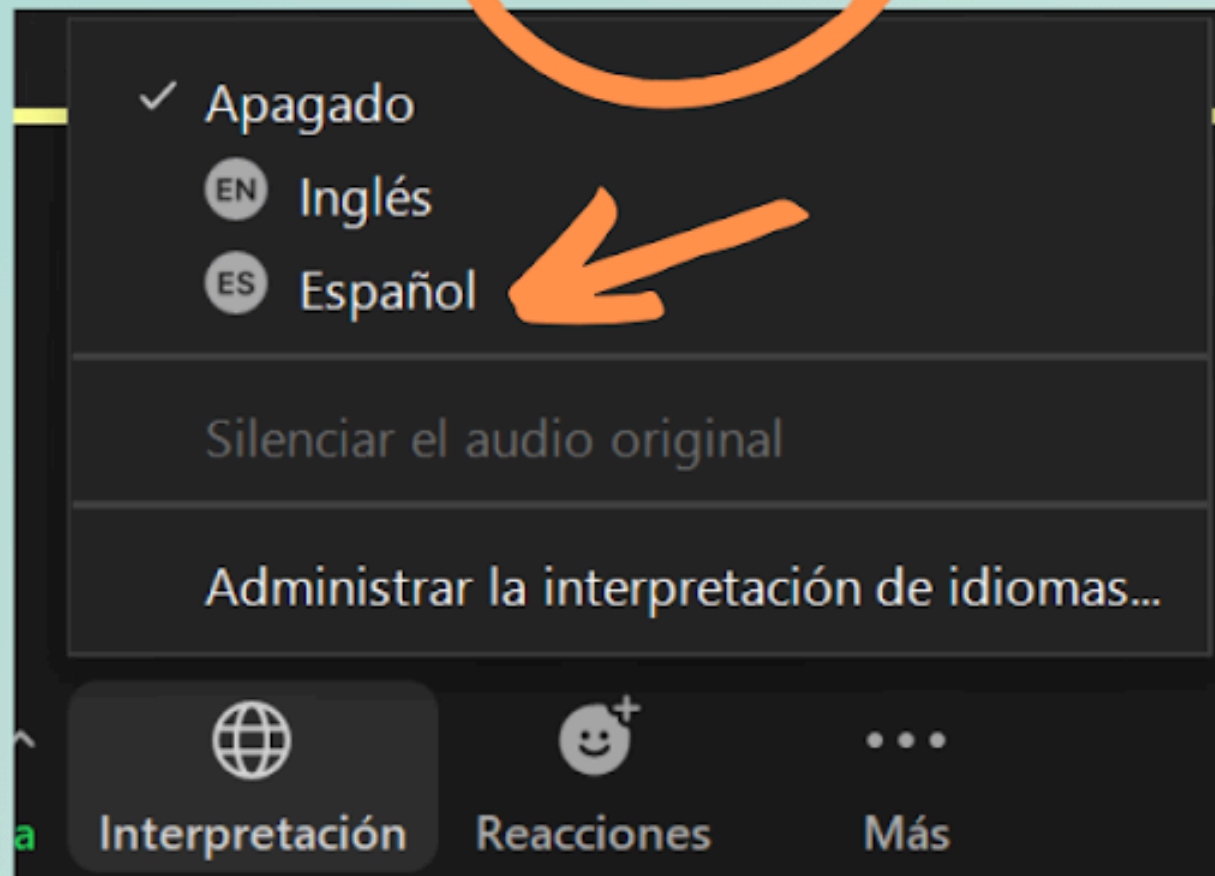 Apagado
EN Inglés
ES Español
Silenciar el audio original
Administrar la interpretación de idiomas...
a Interpretación Reacciones Más